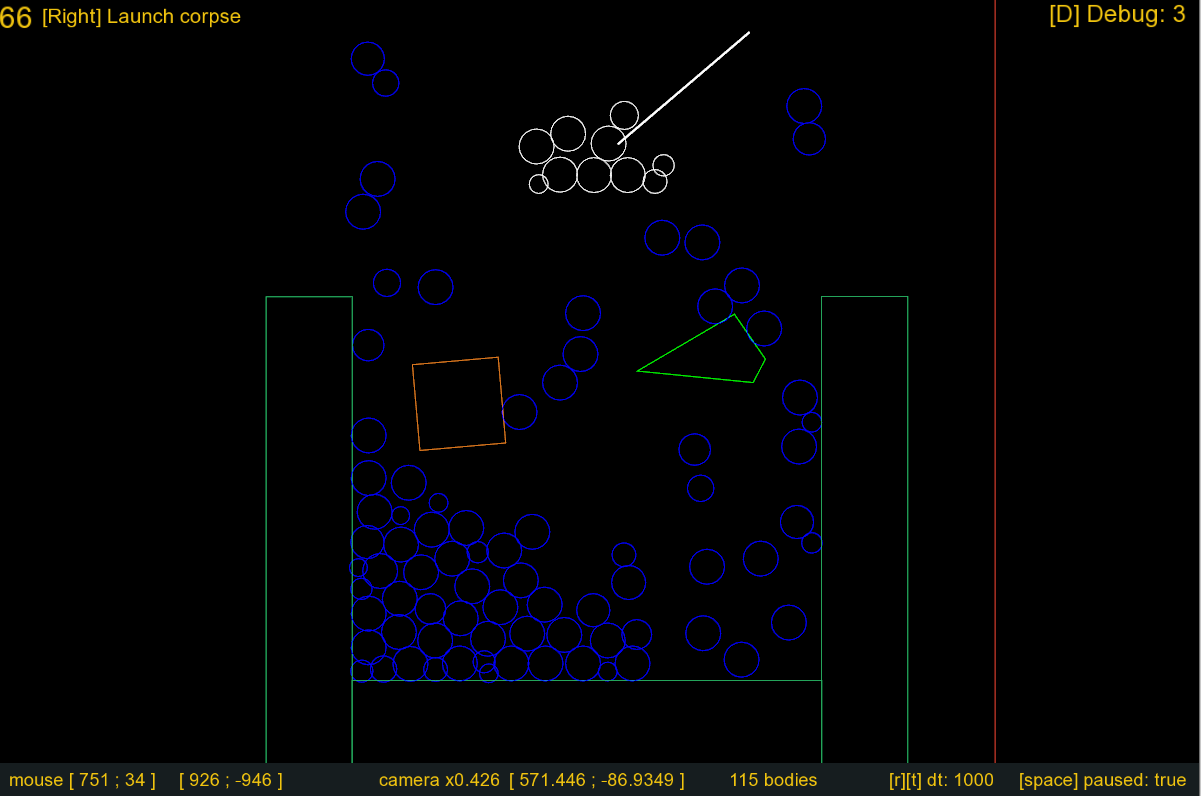 66 [Right] Launch corpse
[D] Debug: 3
mouse [ 751 ; 34 ] [ 926 ; -946 ] camera x0.426 [ 571.446 ; -86.9349 ] 115 bodies [r][t] dt: 1000 [space] paused: true